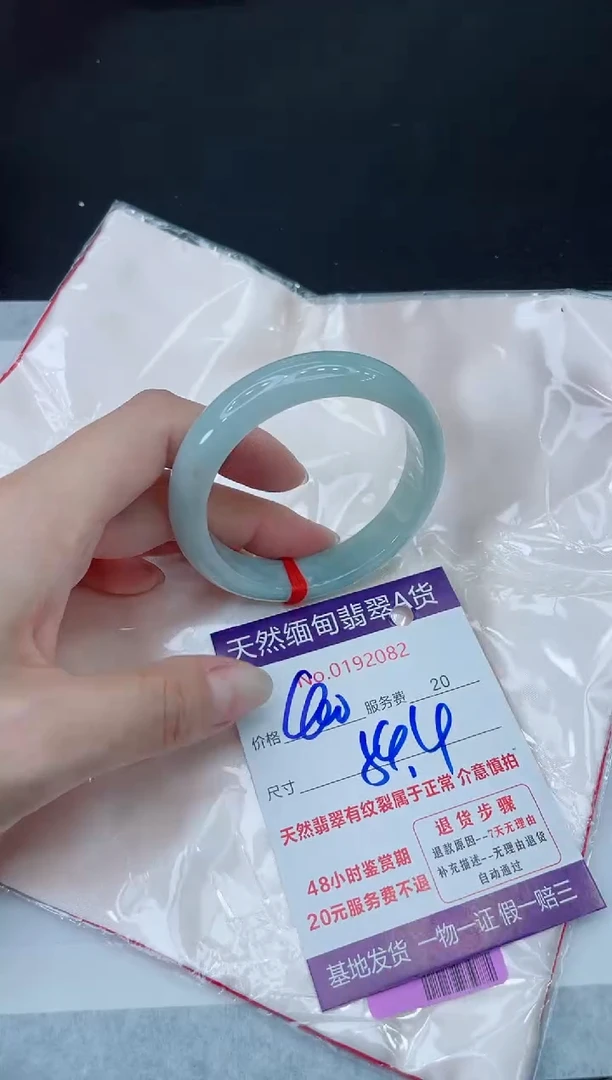 天然缅甸翡翠A货
No.0192082
价格 600 服务费 20
尺寸
天然翡翠有纹裂属于正常 介意慎拍
48小时鉴赏期
20元服务费不退
退货步骤
退款原因--7天无理由
补充描述--无理由退货
自动通过
基地发货 一物一证 假一赔三